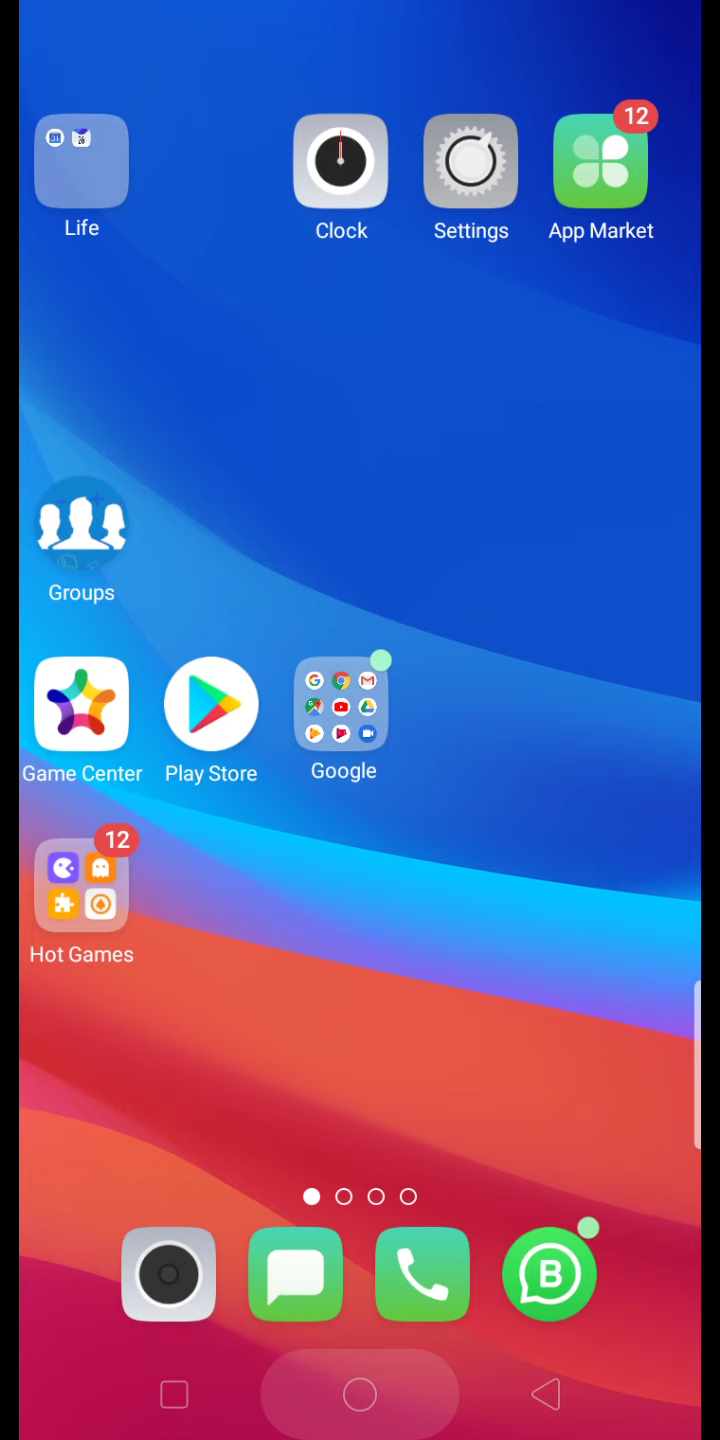 12
Life
Clock
Settings
App Market
Groups
Game Center
Play Store
Google
12
Hot Games
B